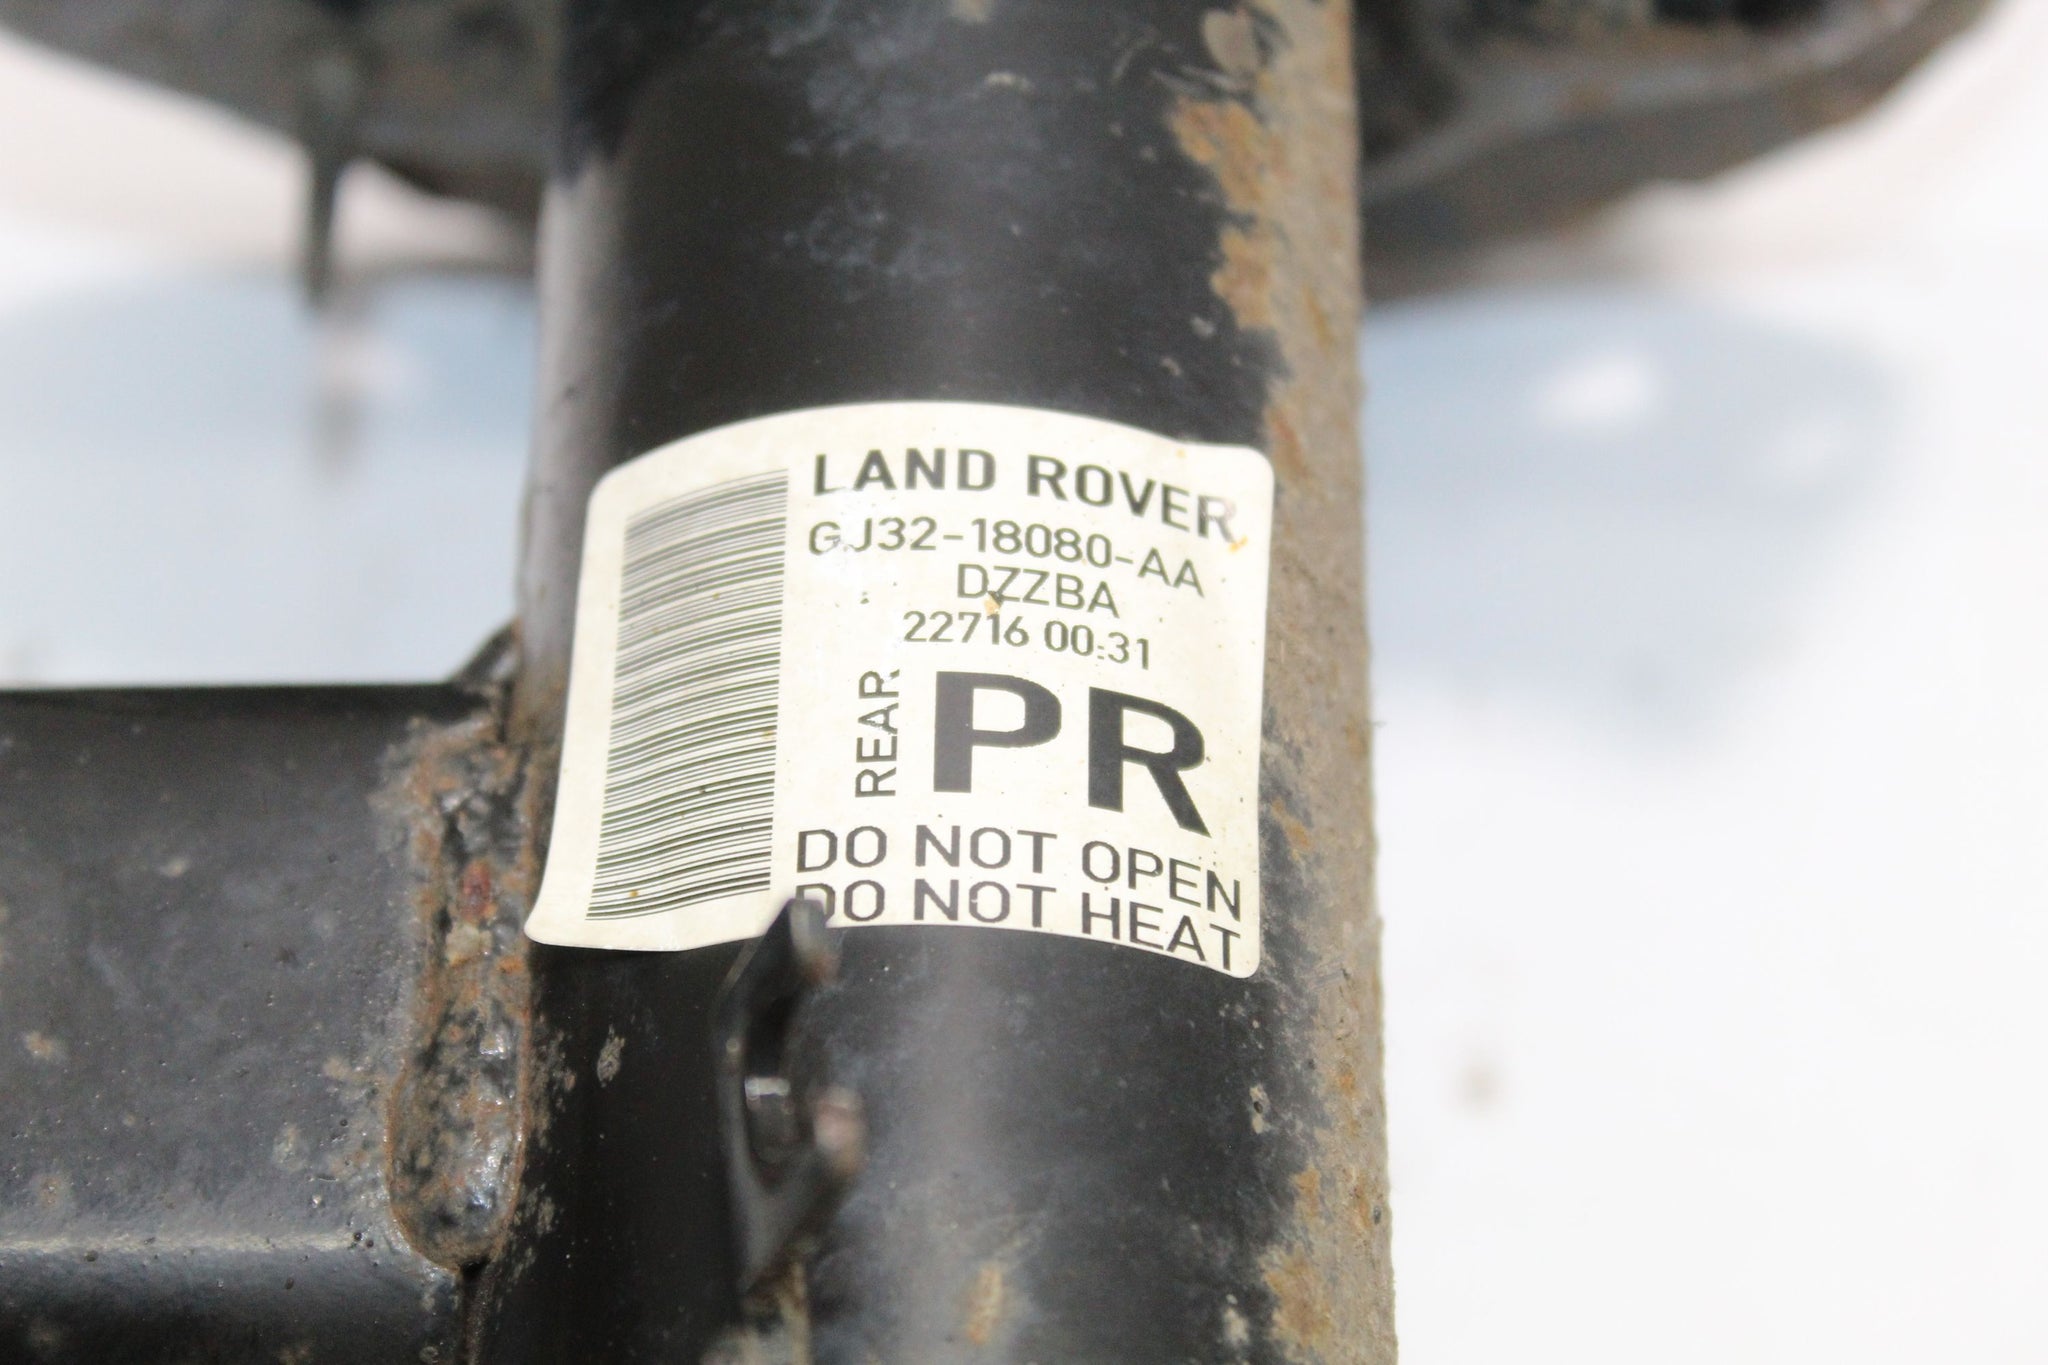 LAND ROVER
GJ32-18080-AA
DZZBA
22716 00:31
REAR
PR
DO NOT OPEN
DO NOT HEAT